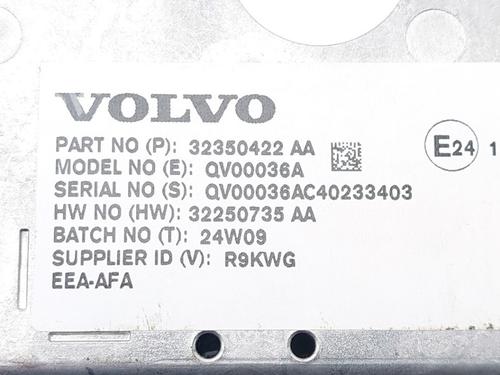 VOLVO
PART NO (P): 32350422 AA
MODEL NO (E): QV00036A
SERIAL NO (S): QV00036AC40233403
HW NO (HW): 32250735 AA
BATCH NO (T): 24W09
SUPPLIER ID (V): R9KWG
EEA-AFA
E24 1